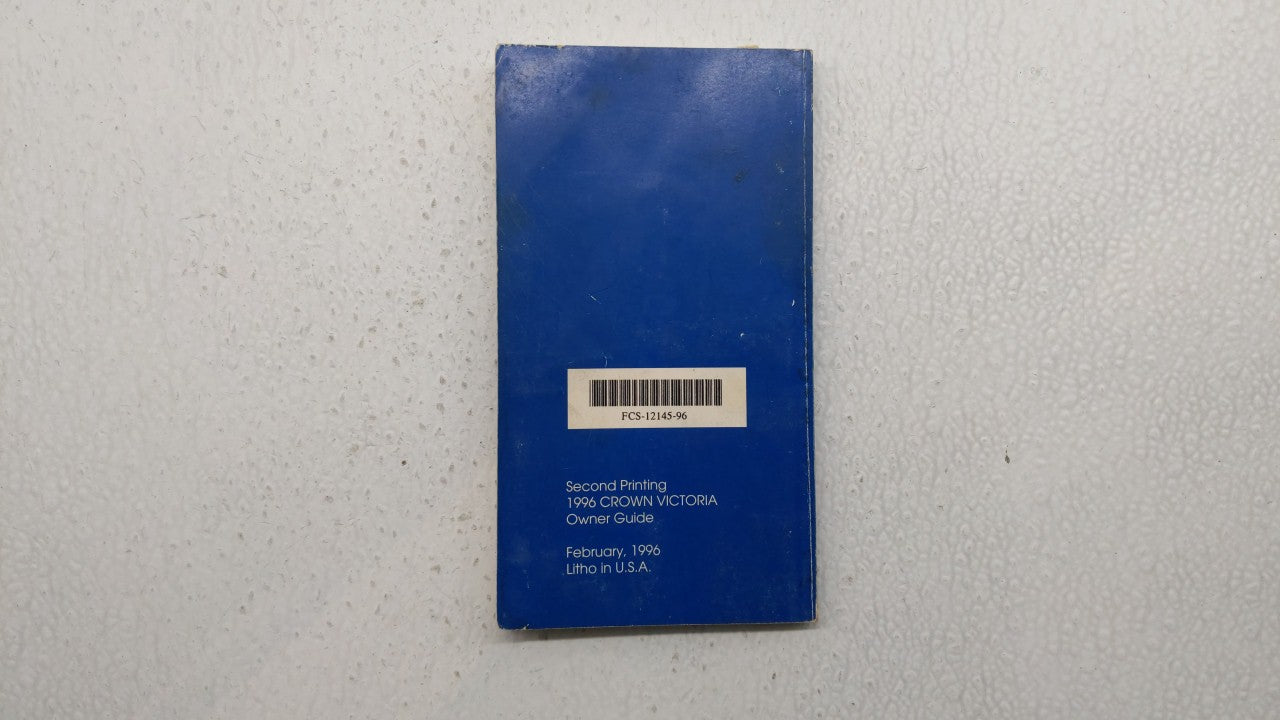 FCS-12145-96
Second Printing
1996 CROWN VICTORIA
Owner Guide
February, 1996
Litho in U.S.A.